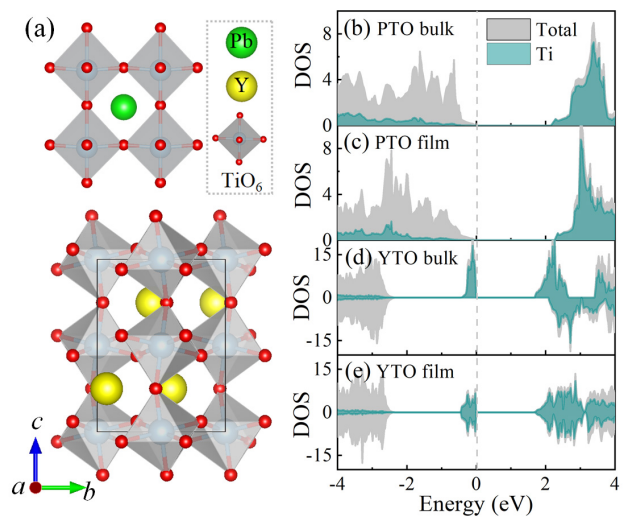 (a)
Pb
Y
TiO6
c
a
b
(b) PTO bulk
Total
Ti
DOS
8
4
0
(c) PTO film
DOS
8
4
0
(d) YTO bulk
DOS
15
0
-15
(e) YTO film
DOS
15
0
-15
-4 -2 0 2 4
Energy (eV)